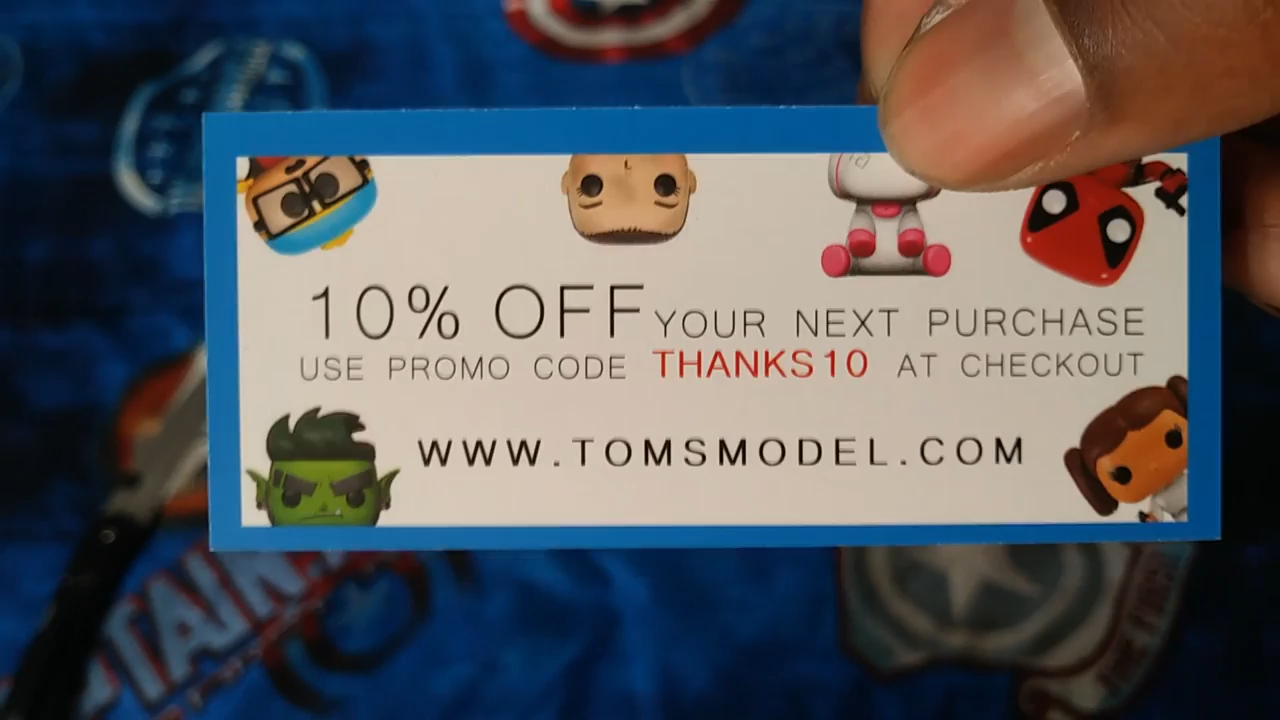 10% OFF YOUR NEXT PURCHASE
USE PROMO CODE THANKS10 AT CHECKOUT
WWW.TOMSMODEL.COM